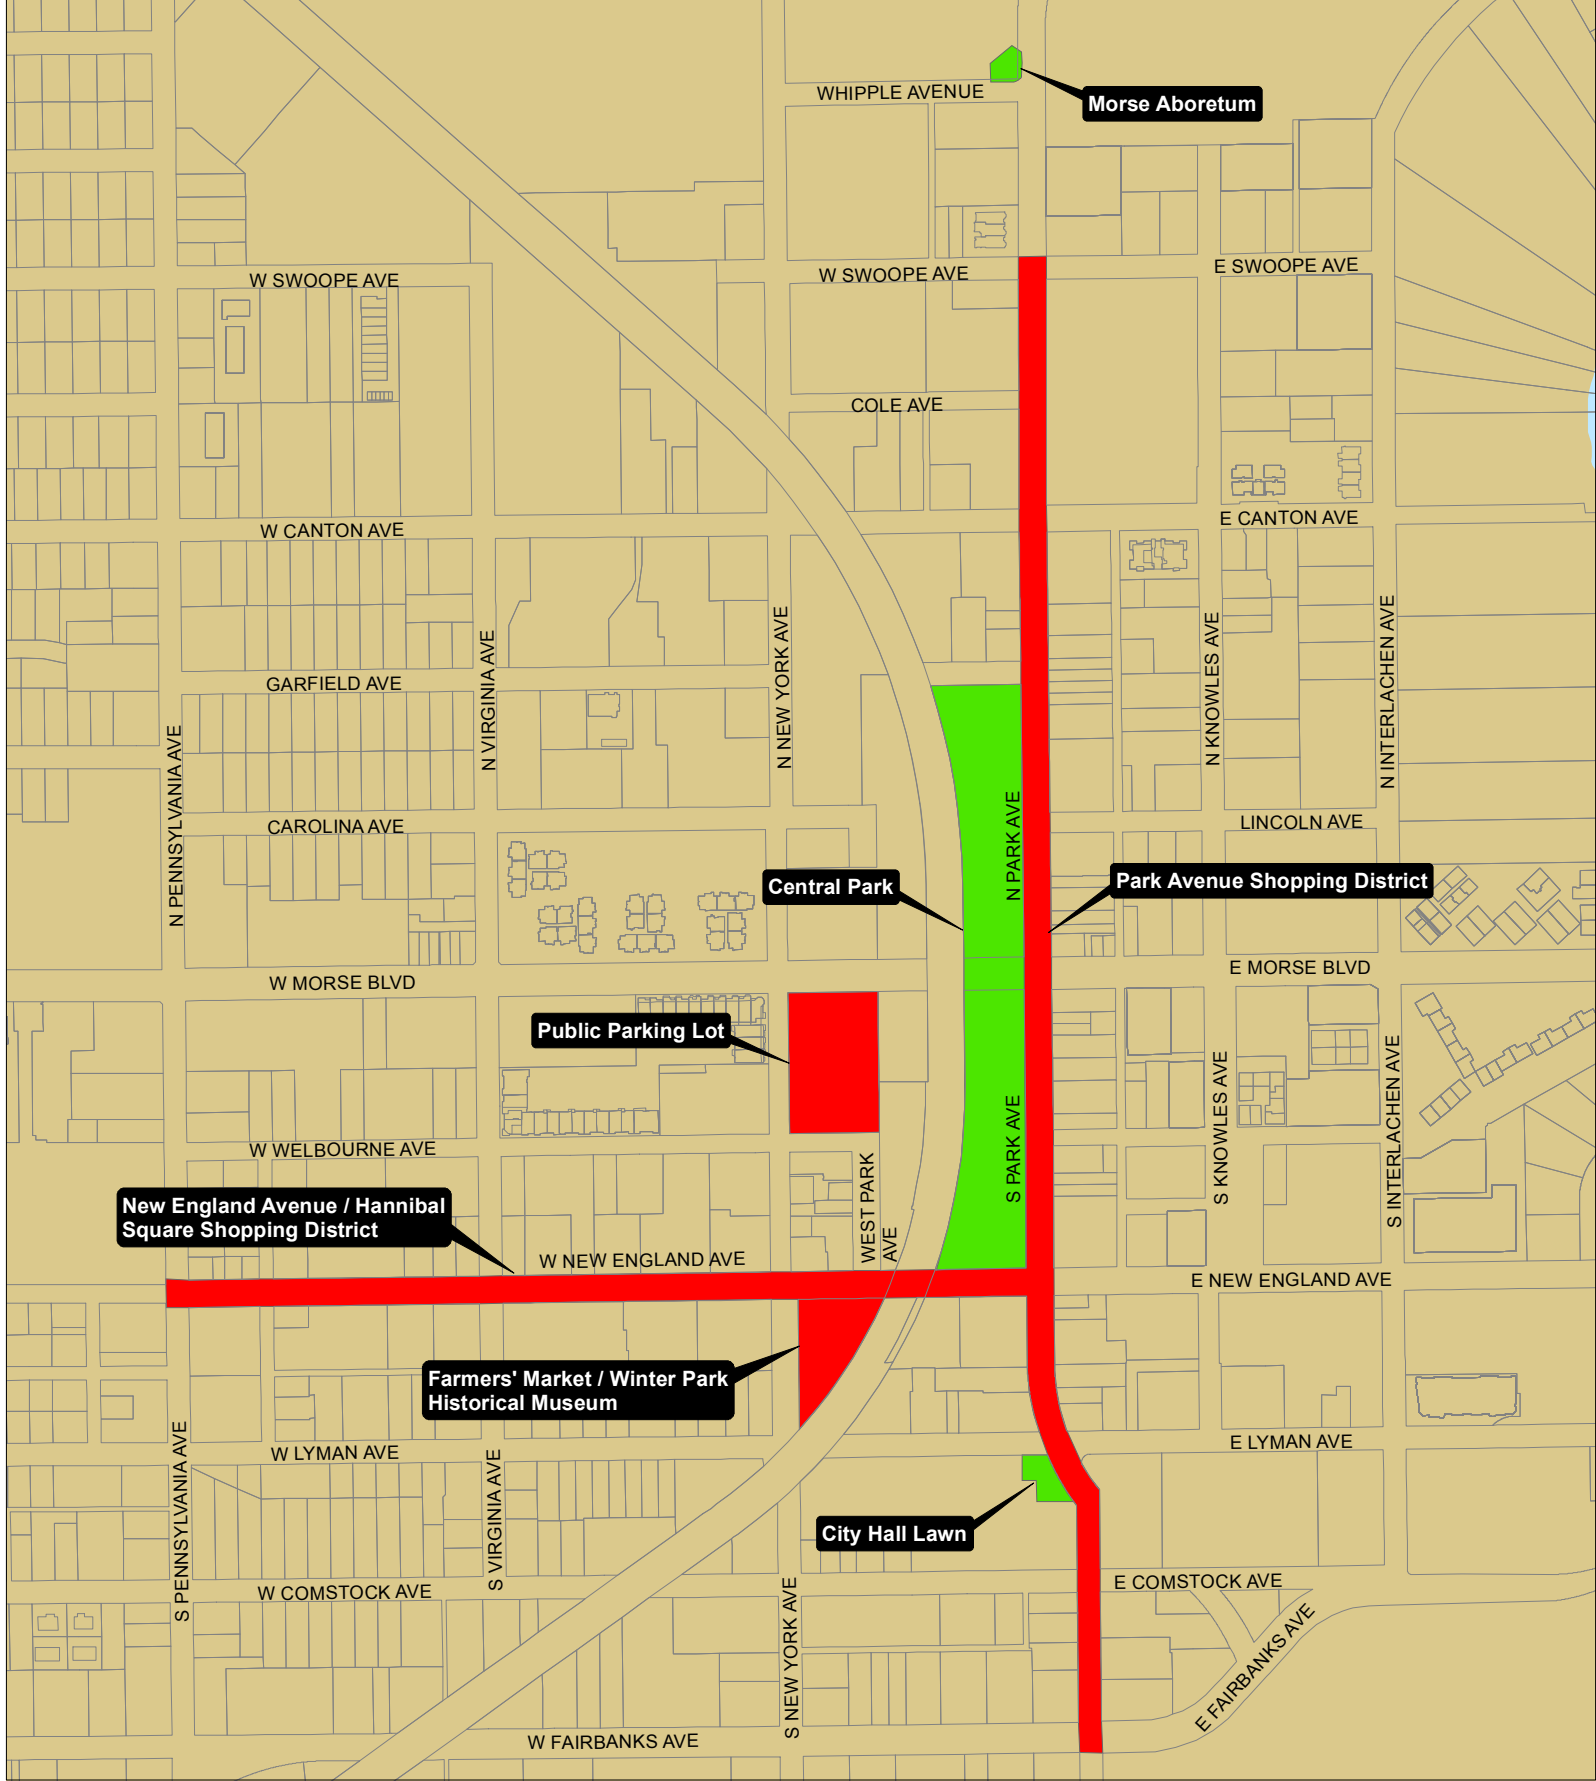 WHIPPLE AVENUE
Morse Aboretum
W SWOOPE AVE
W SWOOPE AVE
E SWOOPE AVE
COLE AVE
W CANTON AVE
E CANTON AVE
N VIRGINIA AVE
N NEW YORK AVE
N KNOWLES AVE
N INTERLACHEN AVE
GARFIELD AVE
N PENNSYLVANIA AVE
N PARK AVE
CAROLINA AVE
LINCOLN AVE
Central Park
Park Avenue Shopping District
W MORSE BLVD
E MORSE BLVD
Public Parking Lot
S PARK AVE
S KNOWLES AVE
S INTERLACHEN AVE
W WELBOURNE AVE
WEST PARK
AVE
New England Avenue / Hannibal
Square Shopping District
W NEW ENGLAND AVE
E NEW ENGLAND AVE
Farmers' Market / Winter Park
Historical Museum
W LYMAN AVE
E LYMAN AVE
S PENNSYLVANIA AVE
S VIRGINIA AVE
City Hall Lawn
W COMSTOCK AVE
E COMSTOCK AVE
S NEW YORK AVE
E FAIRBANKS AVE
W FAIRBANKS AVE